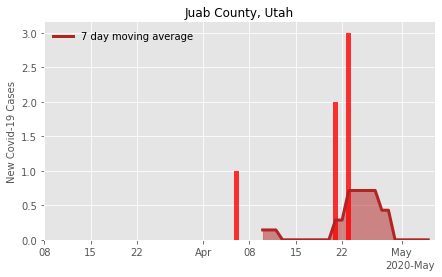 Juab County, Utah
7 day moving average
New Covid-19 Cases
3.0
2.5
2.0
1.5
1.0
0.5
0.0
08 15 22 Apr 08 15 22 May
2020-May